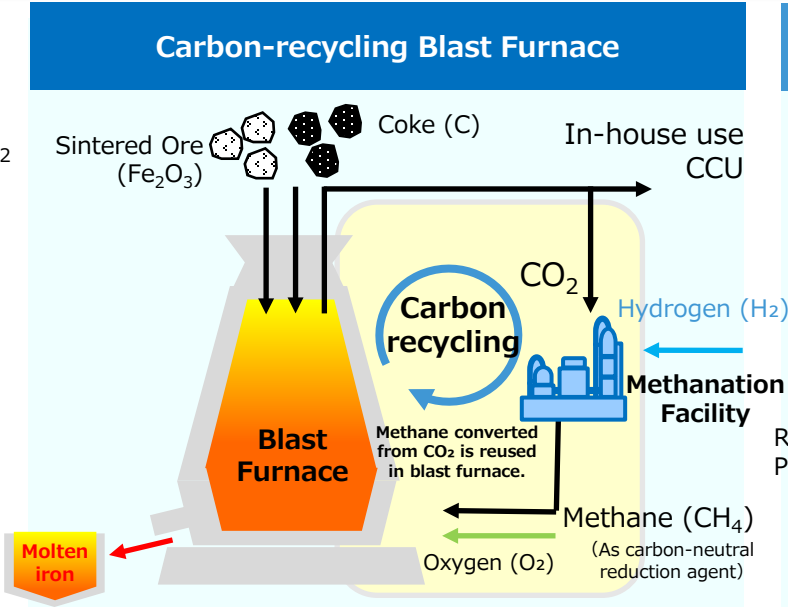 Carbon-recycling Blast Furnace
2
Sintered Ore
(Fe₂O₃)
Coke (C)
In-house use
CCU
CO₂
Hydrogen (H₂)
Carbon
recycling
Methanation
Facility
Blast
Furnace
Methane converted
from CO₂ is reused
in blast furnace.
R
P
Methane (CH₄)
(As carbon-neutral
reduction agent)
Oxygen (O₂)
Molten
iron